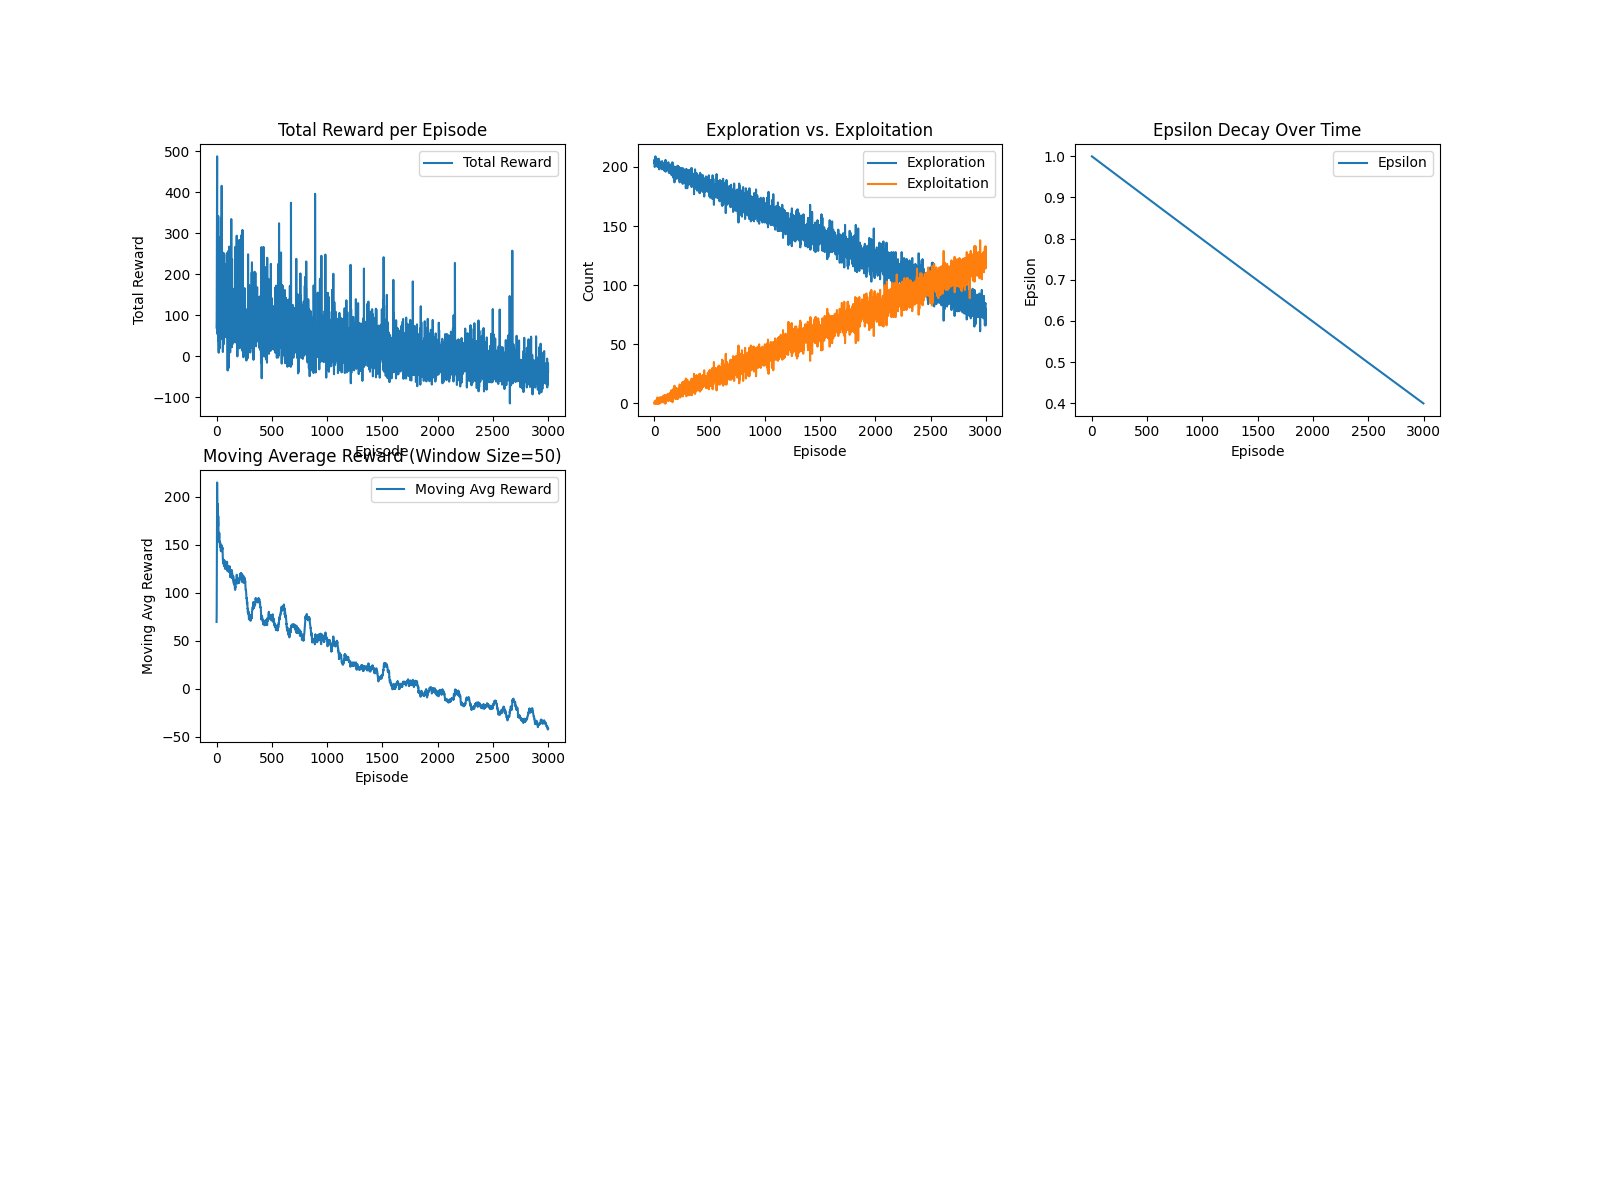 Total Reward per Episode
Total Reward
500
400
300
200
100
0
−100
Total Reward
0 500 1000 1500 2000 2500 3000
Episode
Exploration vs. Exploitation
Exploration
Exploitation
200
150
100
50
0
Count
0 500 1000 1500 2000 2500 3000
Episode
Epsilon Decay Over Time
Epsilon
1.0
0.9
0.8
0.7
0.6
0.5
0.4
Epsilon
0 500 1000 1500 2000 2500 3000
Episode
Moving Average Reward (Window Size=50)
Moving Avg Reward
200
150
100
50
0
−50
Moving Avg Reward
0 500 1000 1500 2000 2500 3000
Episode